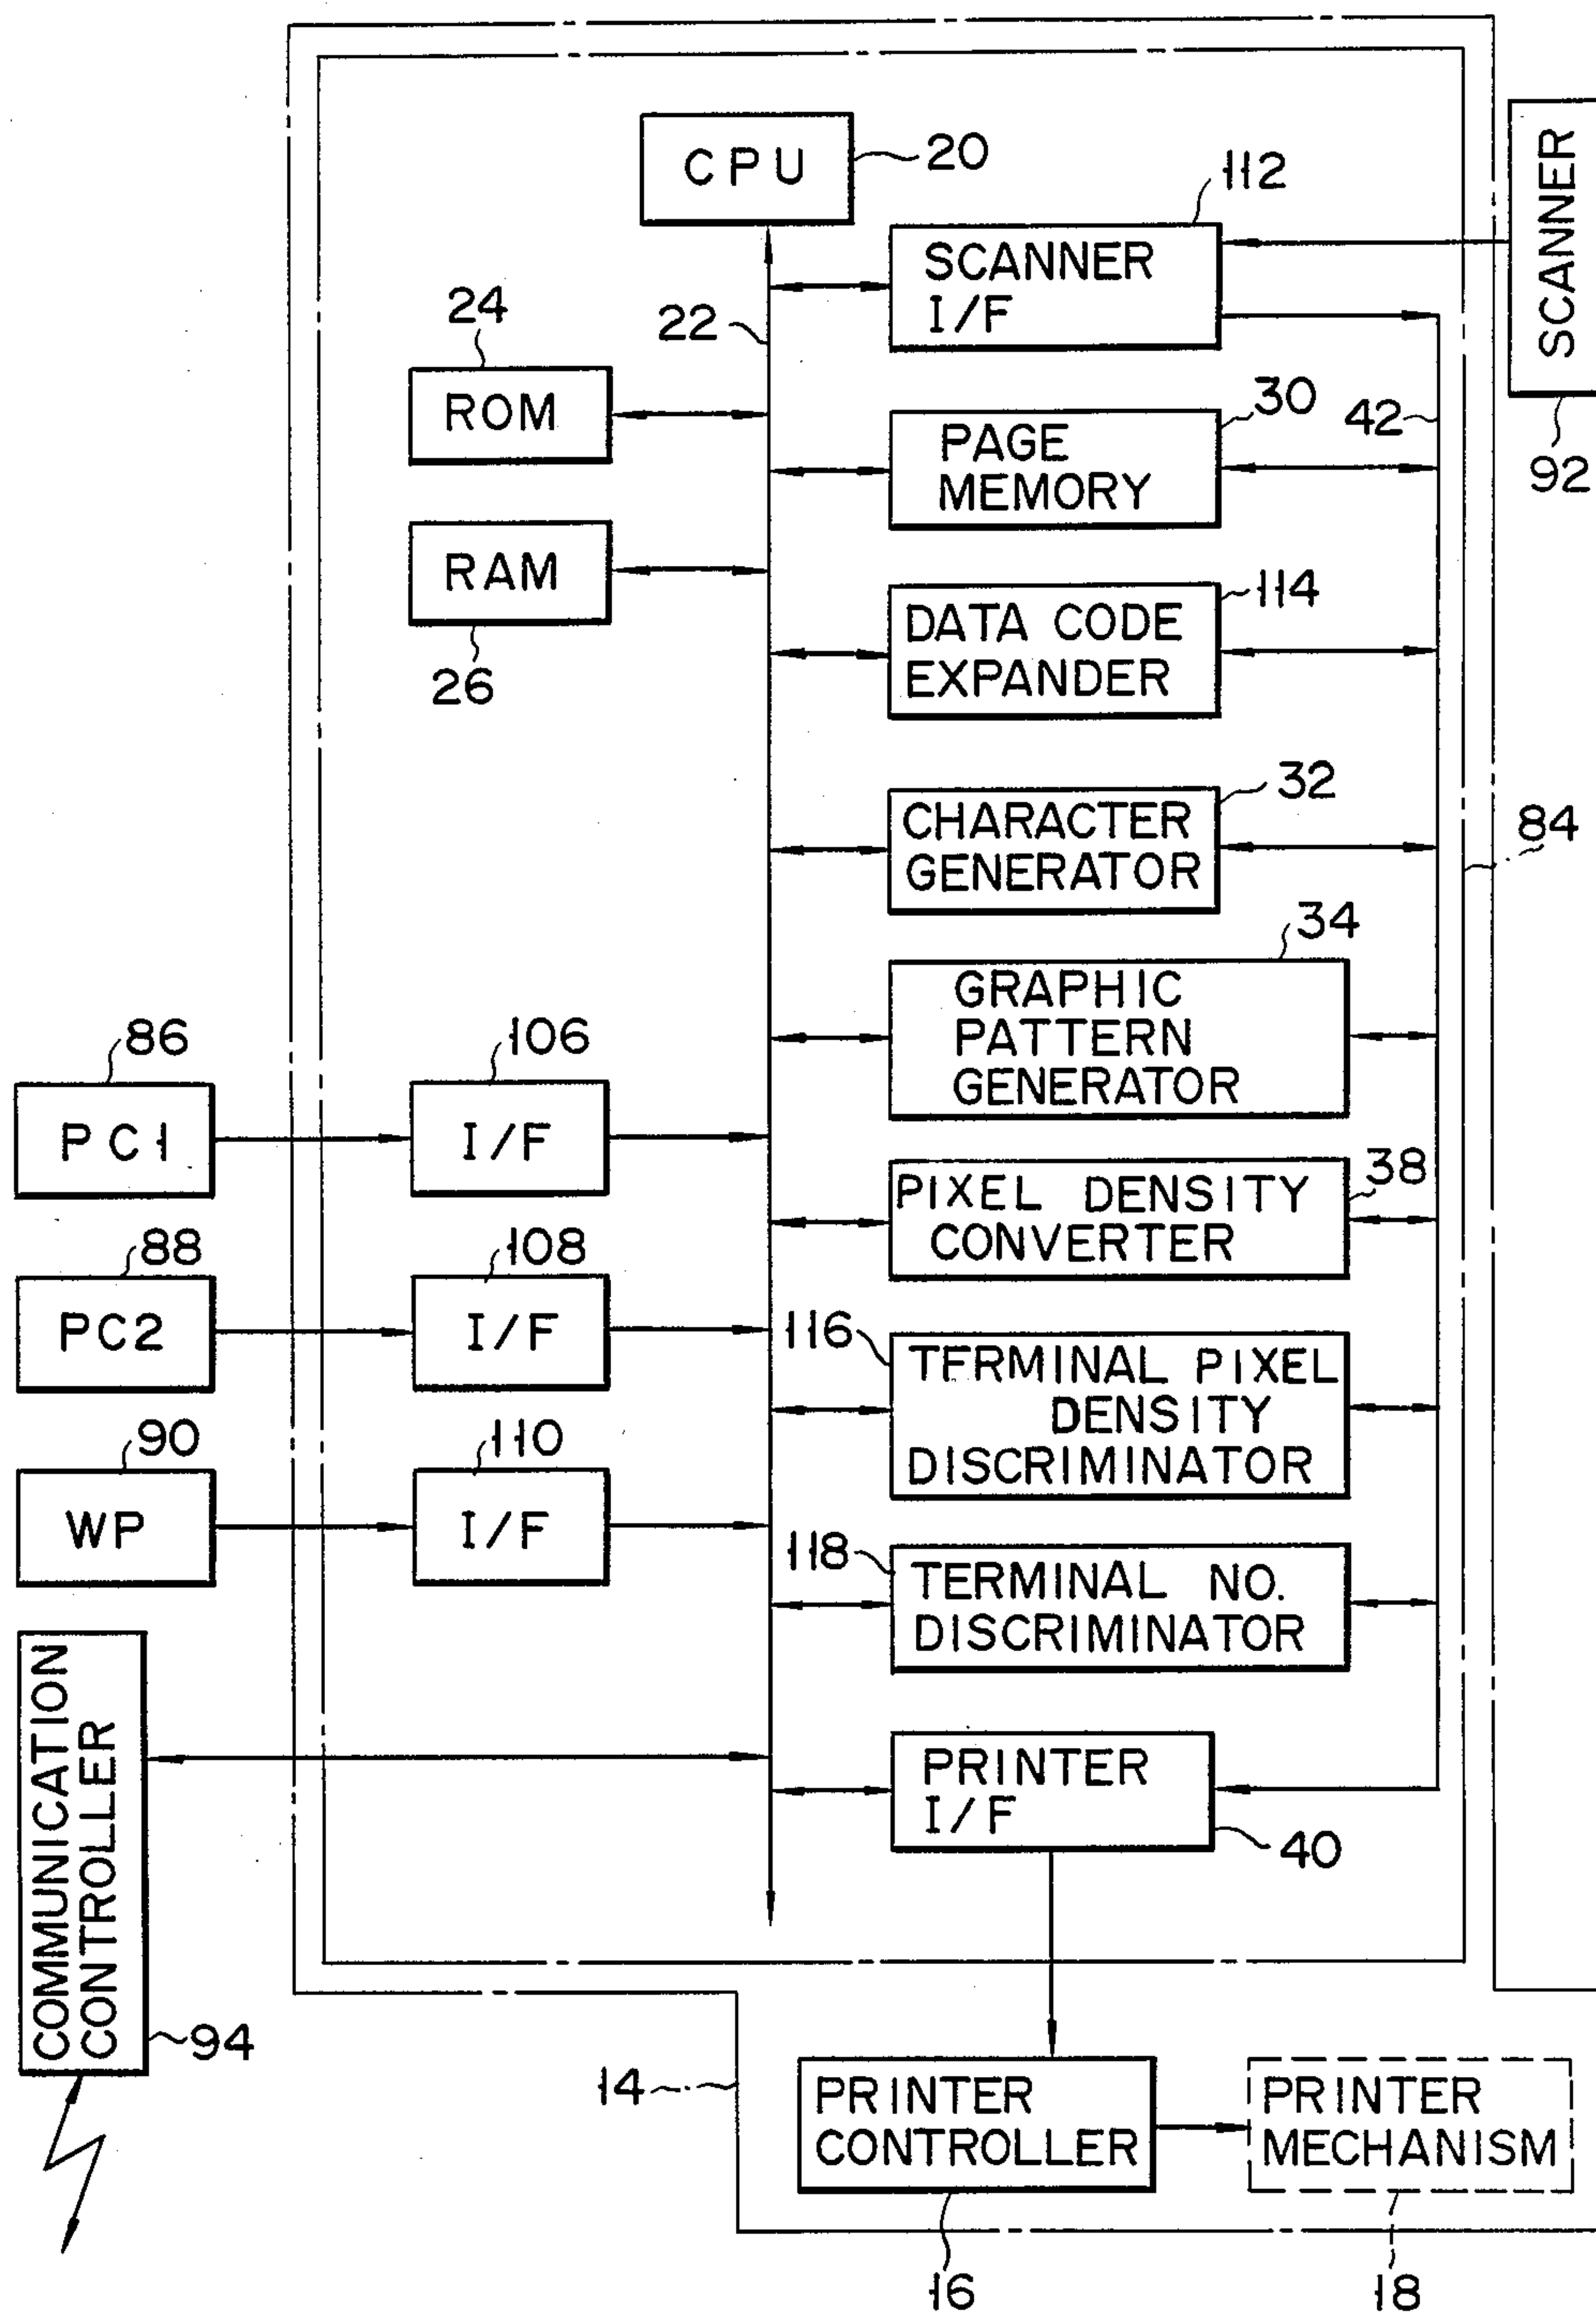 CPU
20
112
SCANNER
I/F
SCANNER
92
24
22
ROM
30
42
PAGE
MEMORY
RAM
26
114
DATA CODE
EXPANDER
32
CHARACTER
GENERATOR
84
34
GRAPHIC
PATTERN
GENERATOR
86
106
PC1
I/F
38
PIXEL DENSITY
CONVERTER
88
108
PC2
I/F
116
TERMINAL PIXEL
DENSITY
DISCRIMINATOR
90
110
WP
I/F
118
TERMINAL NO.
DISCRIMINATOR
COMMUNICATION
CONTROLLER
94
PRINTER
I/F
40
14
PRINTER
CONTROLLER
PRINTER
MECHANISM
16
18